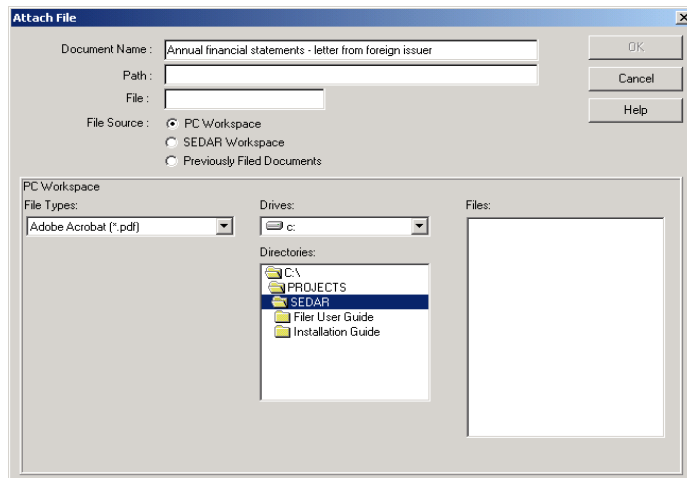 Attach File
Document Name :
Annual financial statements - letter from foreign issuer
OK
Path :
Cancel
File :
Help
File Source :
PC Workspace
SEDAR Workspace
Previously Filed Documents
PC Workspace
File Types:
Drives:
Files:
Adobe Acrobat (*.pdf)
c:
Directories:
C:\
PROJECTS
SEDAR
Filer User Guide
Installation Guide